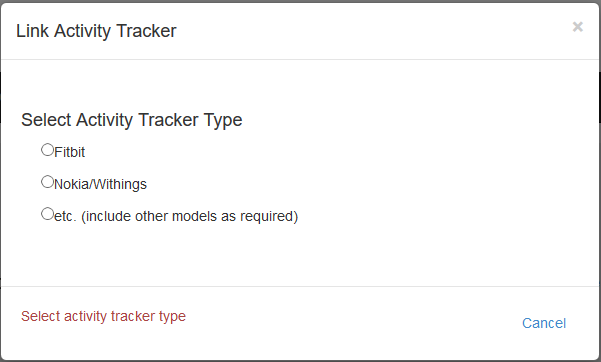 Link Activity Tracker
×
Select Activity Tracker Type
Fitbit
Nokia/Withings
etc. (include other models as required)
Select activity tracker type
Cancel